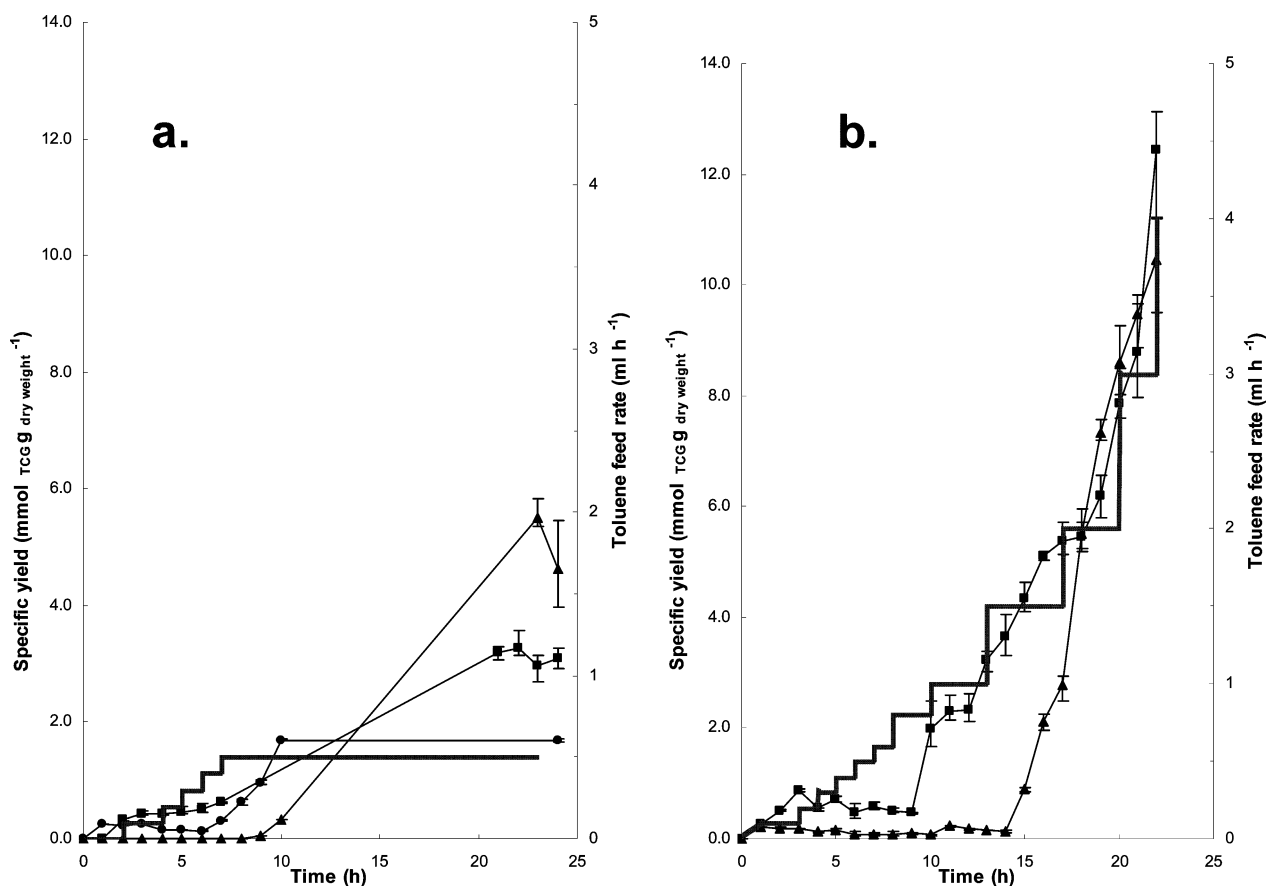 a.
14.0
12.0
10.0
8.0
6.0
4.0
2.0
0.0
Specific yield (mmol TCG g dry weight -1)
0 5 10 15 20 25
Time (h)
5
4
3
2
1
0
Toluene feed rate (ml h -1)
b.
14.0
12.0
10.0
8.0
6.0
4.0
2.0
0.0
Specific yield (mmol TCG g dry weight -1)
0 5 10 15 20 25
Time (h)
5
4
3
2
1
0
Toluene feed rate (ml h -1)